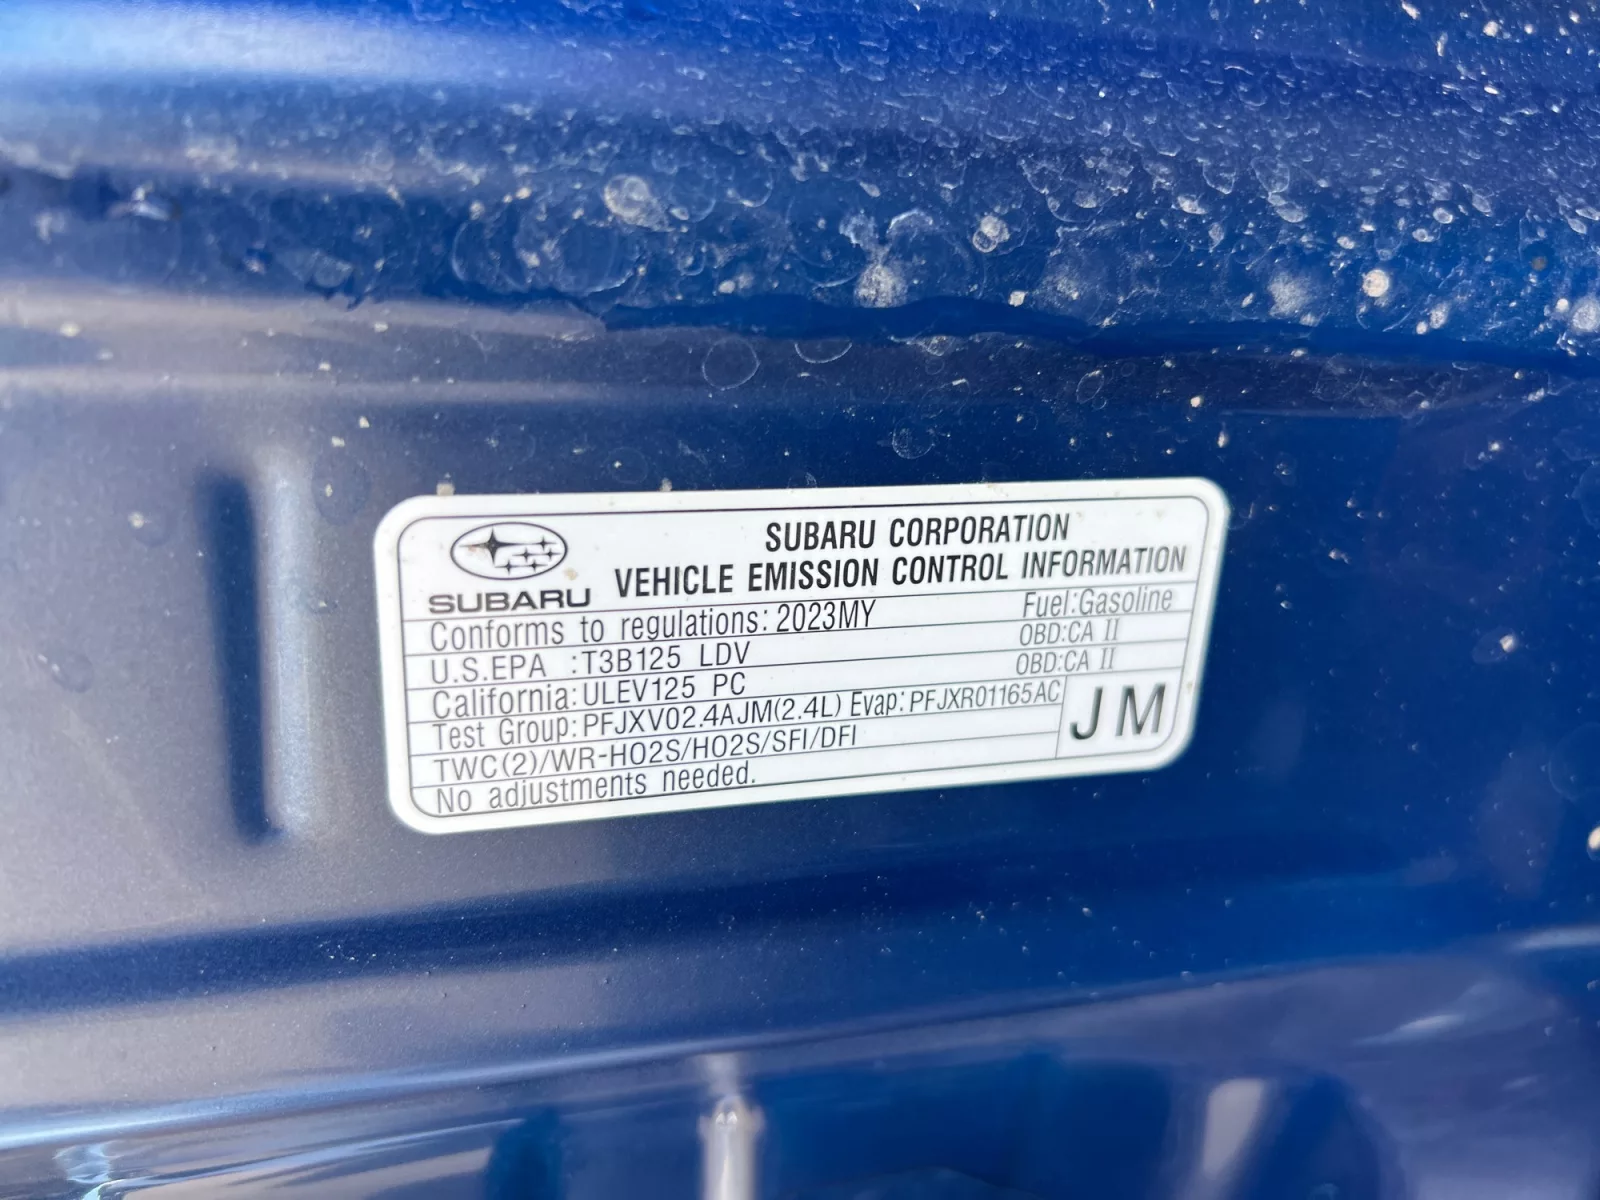 SUBARU
SUBARU CORPORATION
VEHICLE EMISSION CONTROL INFORMATION
Conforms to regulations: 2023MY Fuel:Gasoline
U.S.EPA :T3B125 LDV OBD:CA II
California:ULEV125 PC OBD:CA II
Test Group:PFJXV02.4AJM(2.4L) Evap:PFJXR01165AC
TWC(2)/WR-HO2S/HO2S/SFI/DFI
No adjustments needed.
JM